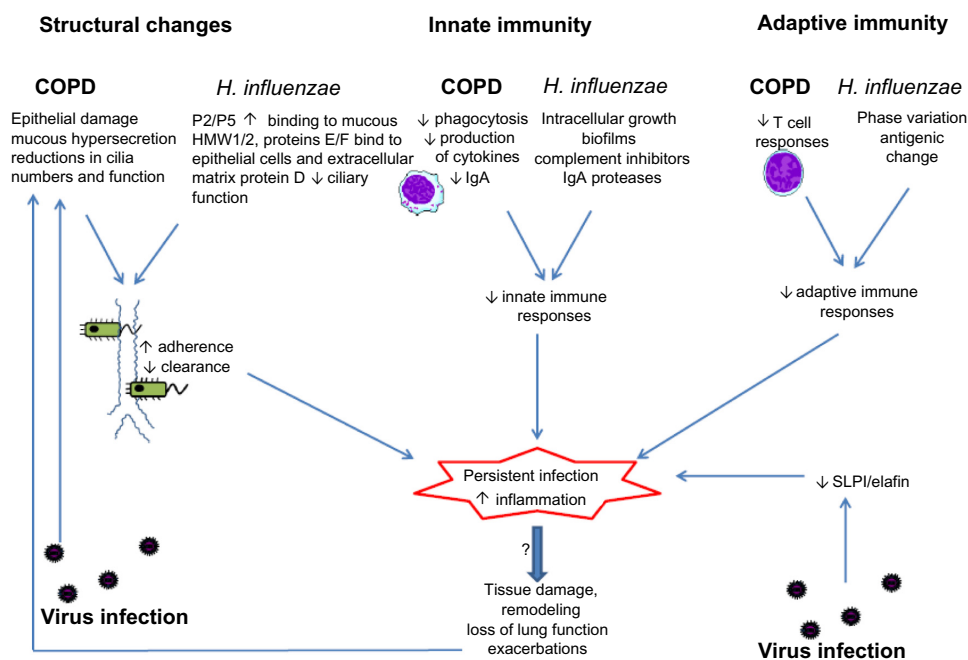 Structural changes
Innate immunity
Adaptive immunity
COPD
H. influenzae
COPD
H. influenzae
COPD
H. influenzae
Epithelial damage
mucous hypersecretion
reductions in cilia
numbers and function
P2/P5 ↑ binding to mucous
HMW1/2, proteins E/F bind to
epithelial cells and extracellular
matrix protein D ↓ ciliary
function
↓ phagocytosis
↓ production
of cytokines
↓ IgA
Intracellular growth
biofilms
complement inhibitors
IgA proteases
↓ T cell
responses
Phase variation
antigenic
change
↑ adherence
↓ clearance
↓ innate immune
responses
↓ adaptive immune
responses
Persistent infection
↑ inflammation
↓ SLPI/elafin
?
Tissue damage,
remodeling
loss of lung function
exacerbations
Virus infection
Virus infection